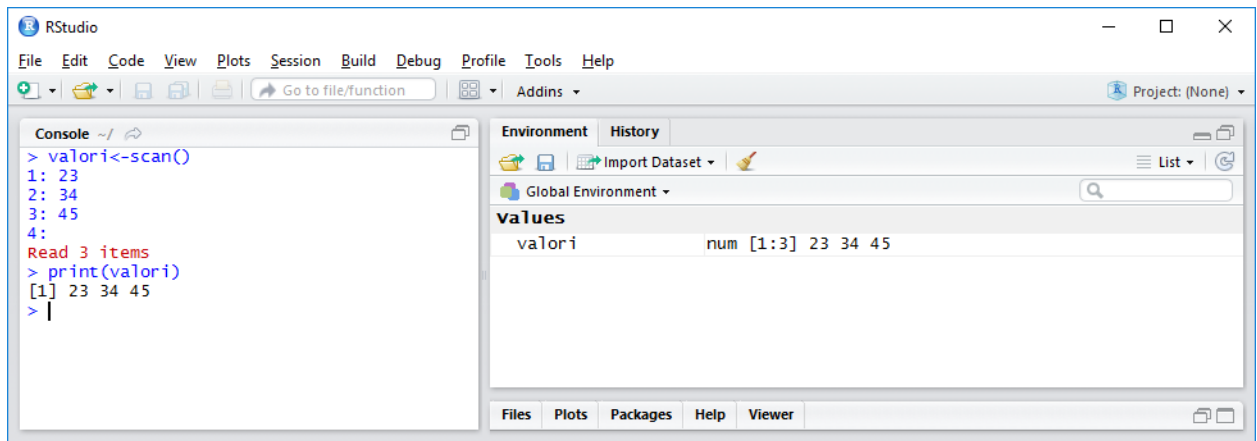 RStudio
File Edit Code View Plots Session Build Debug Profile Tools Help
Go to file/function Addins Project: (None)
Console ~/
> valori<-scan()
1: 23
2: 34
3: 45
4:
Read 3 items
> print(valori)
[1] 23 34 45
>
Environment History
Import Dataset List
Global Environment
Values
valori num [1:3] 23 34 45
Files Plots Packages Help Viewer